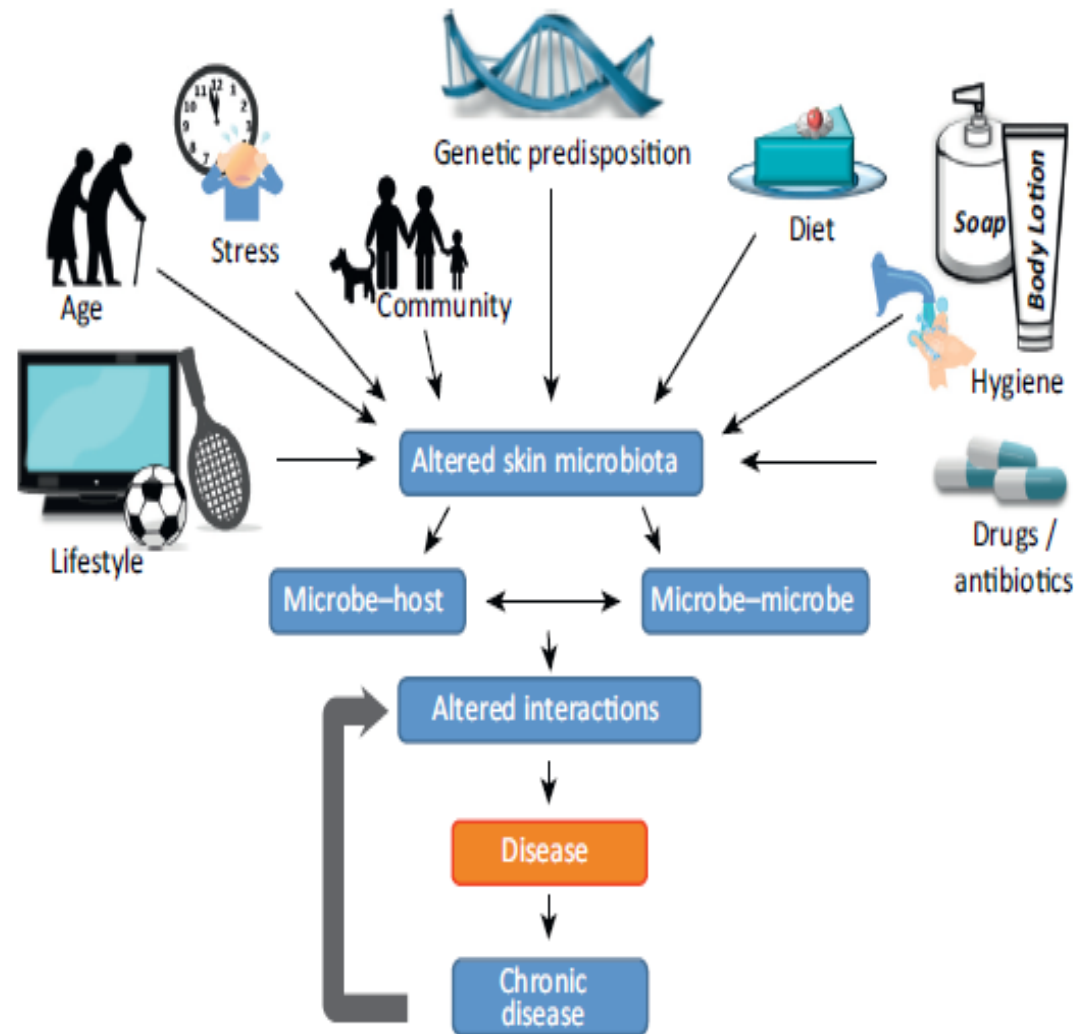 Genetic predisposition
Stress
Diet
Soap
Body Lotion
Age
Community
Hygiene
Lifestyle
Altered skin microbiota
Drugs /
antibiotics
Microbe–host
Microbe–microbe
Altered interactions
Disease
Chronic
disease